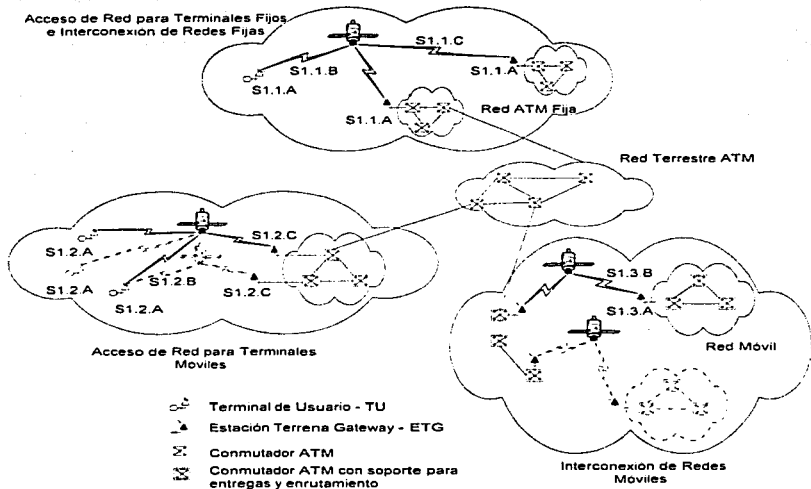 Acceso de Red para Terminales Fijos
e Interconexión de Redes Fijas
S1.1.C
S1.1.B
S1.1.A
S1.1.A
S1.1.A
Red ATM Fija
Red Terrestre ATM
S1.2.A
S1.2.C
S1.2.A
S1.2.B
S1.2.C
S1.2.A
Acceso de Red para Terminales
Móviles
S1.3.B
S1.3.A
Red Móvil
Terminal de Usuario - TU
Estación Terrena Gateway - ETG
Conmutador ATM
Conmutador ATM con soporte para
entregas y enrutamiento
Interconexión de Redes
Móviles